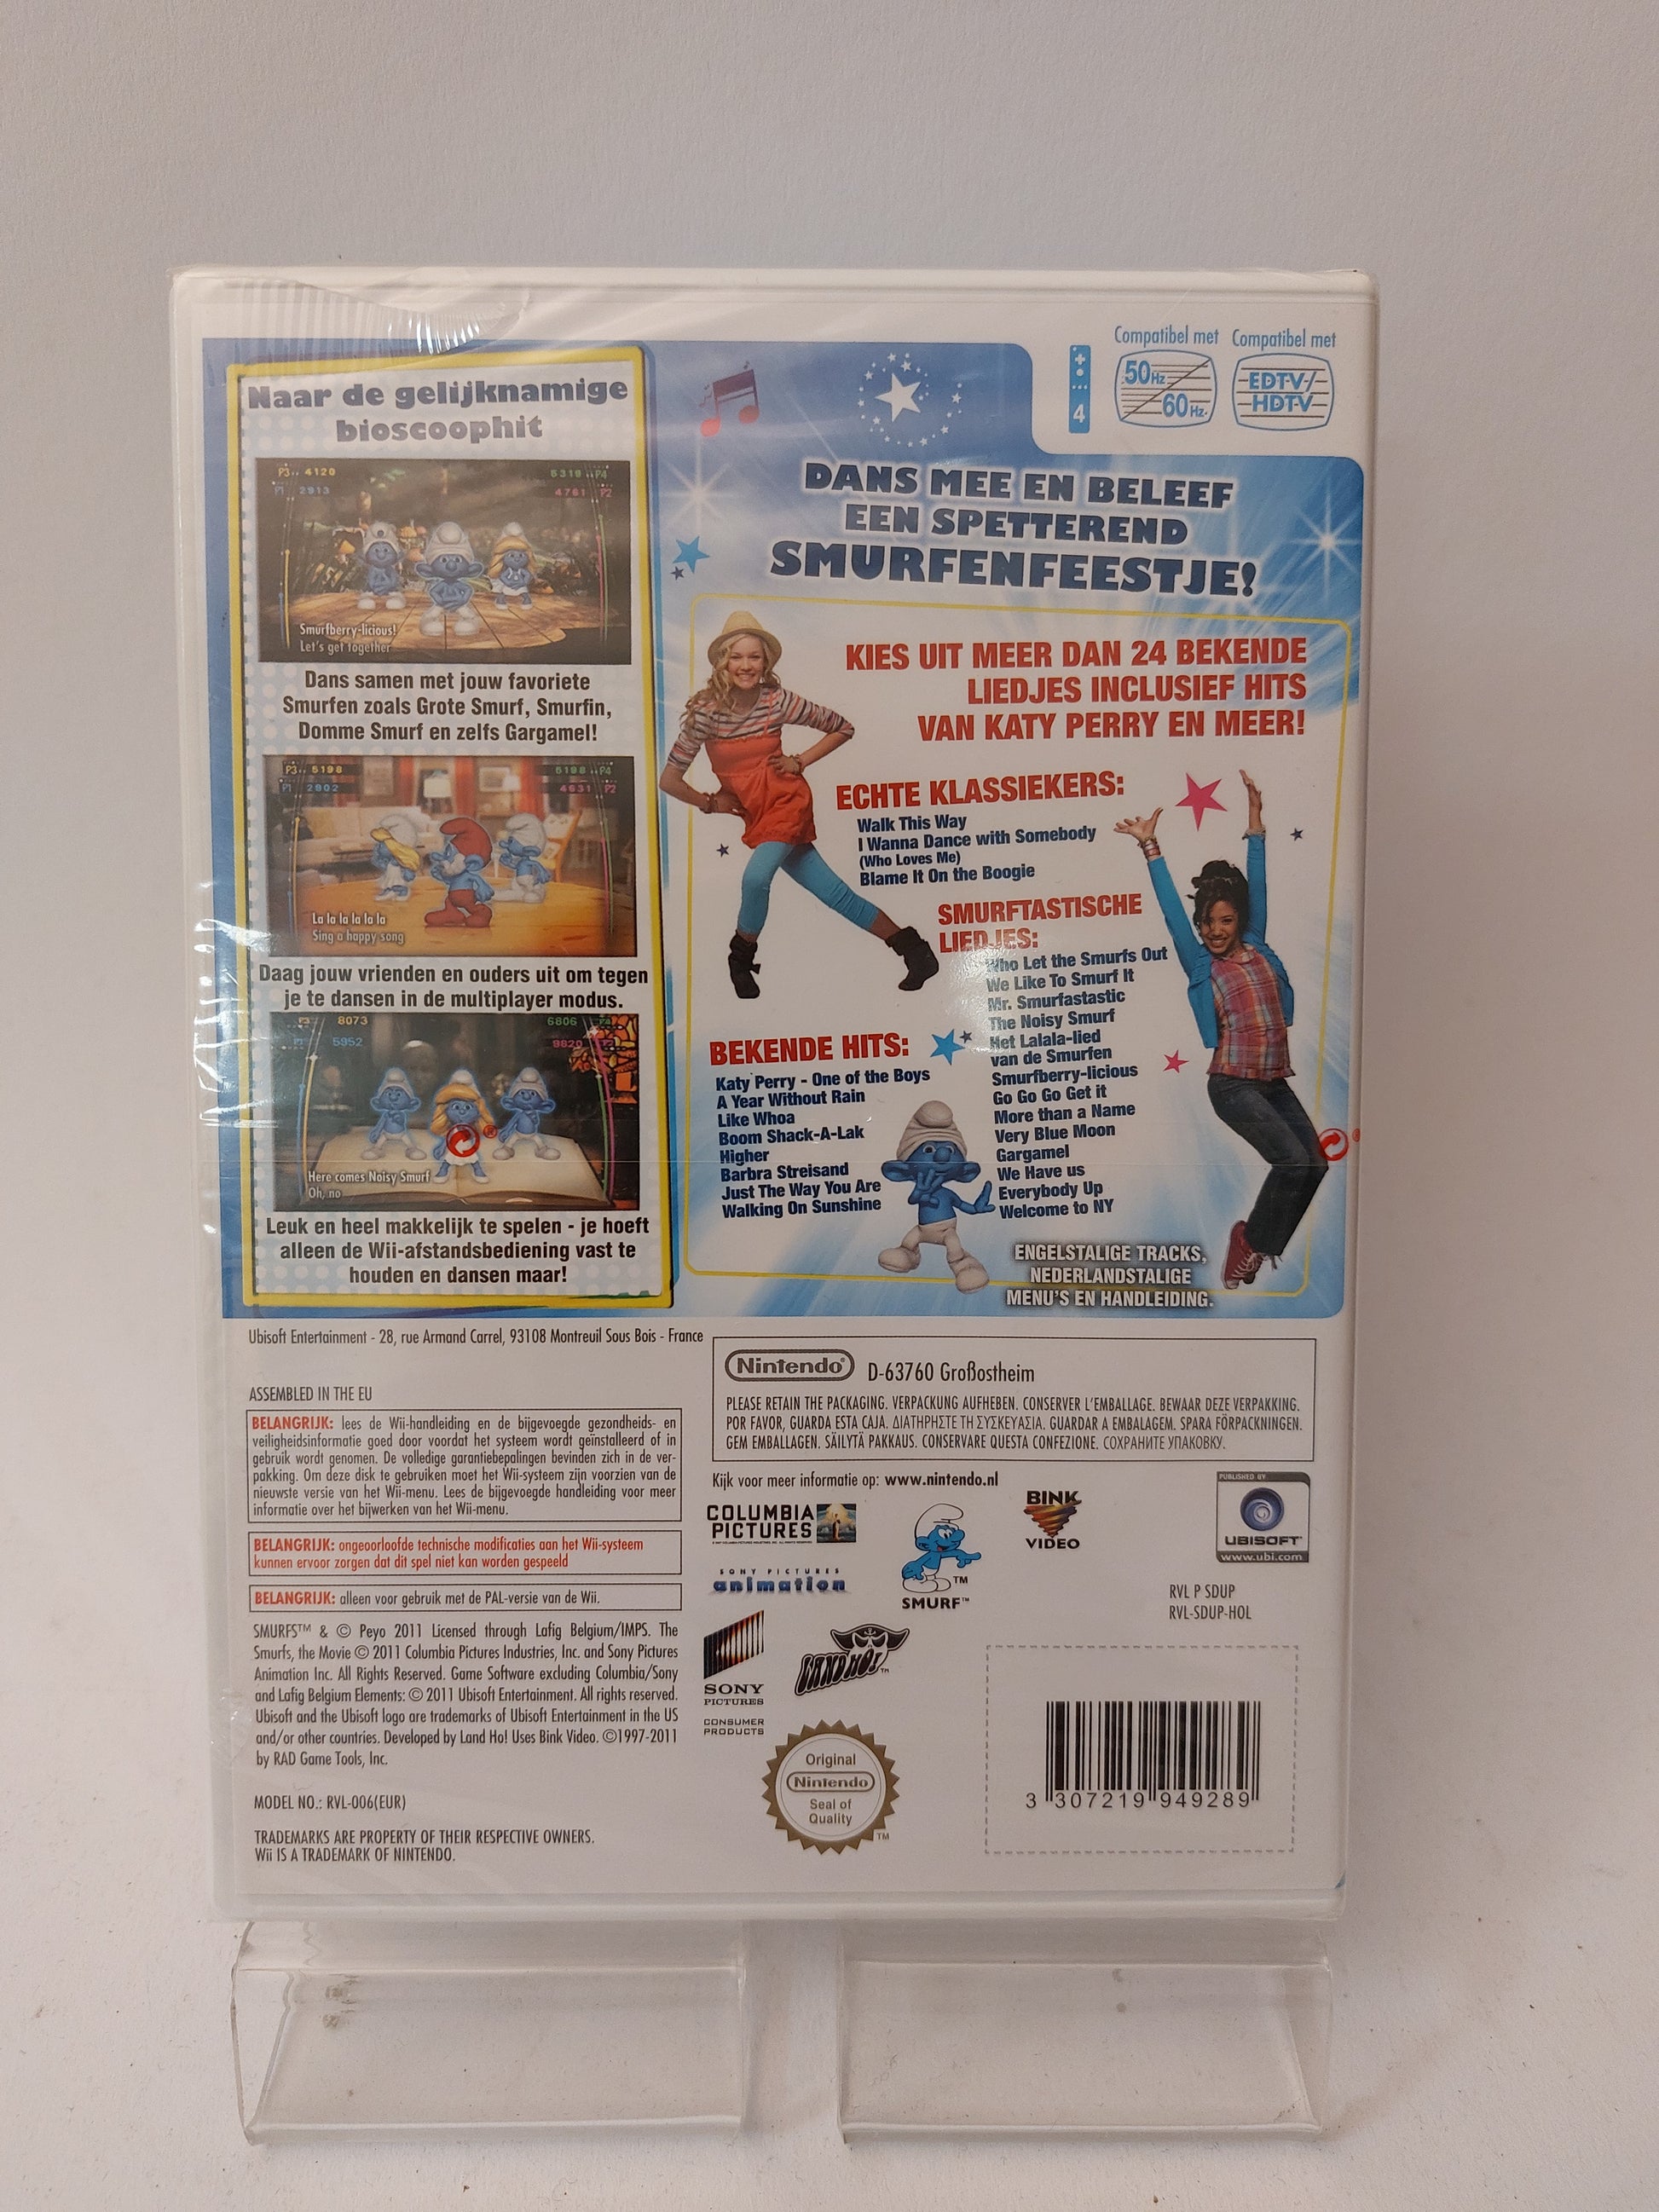 Naar de gelijknamige
bioscoophit
P3.. 4120
5319 ..P4
P1 2913
4761 P2
Smurfberry-licious!
Let's get together
Dans samen met jouw favoriete
Smurfen zoals Grote Smurf, Smurfin,
Domme Smurf en zelfs Gargamel!
P3.. 5198
5198 ..P4
P1 2902
4631 P2
La la la la la la
Sing a happy song
Daag jouw vrienden en ouders uit om tegen
je te dansen in de multiplayer modus.
8073
6806
5952
9820
Here comes Noisy Smurf
Oh, no
Leuk en heel makkelijk te spelen - je hoeft
alleen de Wii-afstandsbediening vast te
houden en dansen maar!
4
Compatibel met
50Hz
60Hz
Compatibel met
EDTV/
HDTV
DANS MEE EN BELEEF
EEN SPETTEREND
SMURFENFEESTJE!
KIES UIT MEER DAN 24 BEKENDE
LIEDJES INCLUSIEF HITS
VAN KATY PERRY EN MEER!
ECHTE KLASSIEKERS:
Walk This Way
I Wanna Dance with Somebody
(Who Loves Me)
Blame It On the Boogie
SMURFTASTISCHE
LIEDJES:
Who Let the Smurfs Out
We Like To Smurf It
Mr. Smurfastastic
The Noisy Smurf
Het Lalala-lied
van de Smurfen
Smurfberry-licious
Go Go Go Get it
More than a Name
Very Blue Moon
Gargamel
We Have us
Everybody Up
Welcome to NY
BEKENDE HITS:
Katy Perry - One of the Boys
A Year Without Rain
Like Whoa
Boom Shack-A-Lak
Higher
Barbra Streisand
Just The Way You Are
Walking On Sunshine
ENGELSTALIGE TRACKS,
NEDERLANDSTALIGE
MENU'S EN HANDLEIDING.
Ubisoft Entertainment - 28, rue Armand Carrel, 93108 Montreuil Sous Bois - France
ASSEMBLED IN THE EU
BELANGRIJK: lees de Wii-handleiding en de bijgevoegde gezondheids- en
veiligheidsinformatie goed door voordat het systeem wordt geïnstalleerd of in
gebruik wordt genomen. De volledige garantiebepalingen bevinden zich in de ver-
pakking. Om deze disk te gebruiken moet het Wii-systeem zijn voorzien van de
nieuwste versie van het Wii-menu. Lees de bijgevoegde handleiding voor meer
informatie over het bijwerken van het Wii-menu.
BELANGRIJK: ongeoorloofde technische modificaties aan het Wii-systeem
kunnen ervoor zorgen dat dit spel niet kan worden gespeeld
BELANGRIJK: alleen voor gebruik met de PAL-versie van de Wii.
SMURFS™ & © Peyo 2011 Licensed through Lafig Belgium/IMPS. The
Smurfs, the Movie © 2011 Columbia Pictures Industries, Inc. and Sony Pictures
Animation Inc. All Rights Reserved. Game Software excluding Columbia/Sony
and Lafig Belgium Elements: © 2011 Ubisoft Entertainment. All rights reserved.
Ubisoft and the Ubisoft logo are trademarks of Ubisoft Entertainment in the US
and/or other countries. Developed by Land Ho! Uses Bink Video. ©1997-2011
by RAD Game Tools, Inc.
MODEL NO.: RVL-006(EUR)
TRADEMARKS ARE PROPERTY OF THEIR RESPECTIVE OWNERS.
Wii IS A TRADEMARK OF NINTENDO.
Nintendo® D-63760 Großostheim
PLEASE RETAIN THE PACKAGING. VERPACKUNG AUFHEBEN. CONSERVER L'EMBALLAGE. BEWAAR DEZE VERPAKKING.
POR FAVOR, GUARDA ESTA CAJA. ΔΙΑΤΗΡΗΣΤΕ ΤΗ ΣΥΣΚΕΥΑΣΙΑ. GUARDAR A EMBALAGEM. SPARA FÖRPACKNINGEN.
GEM EMBALLAGEN. SÄILYTÄ PAKKAUS. CONSERVARE QUESTA CONFEZIONE. СОХРАНИТЕ УПАКОВКУ.
Kijk voor meer informatie op: www.nintendo.nl
COLUMBIA
PICTURES
SONY PICTURES
animation
SONY
PICTURES
CONSUMER
PRODUCTS
™
SMURF™
BINK
VIDEO
LAND HO!™
PUBLISHED BY
UBISOFT
www.ubi.com
RVL P SDUP
RVL-SDUP-HOL
Original
Nintendo
Seal of
Quality
™
3 307219 949289